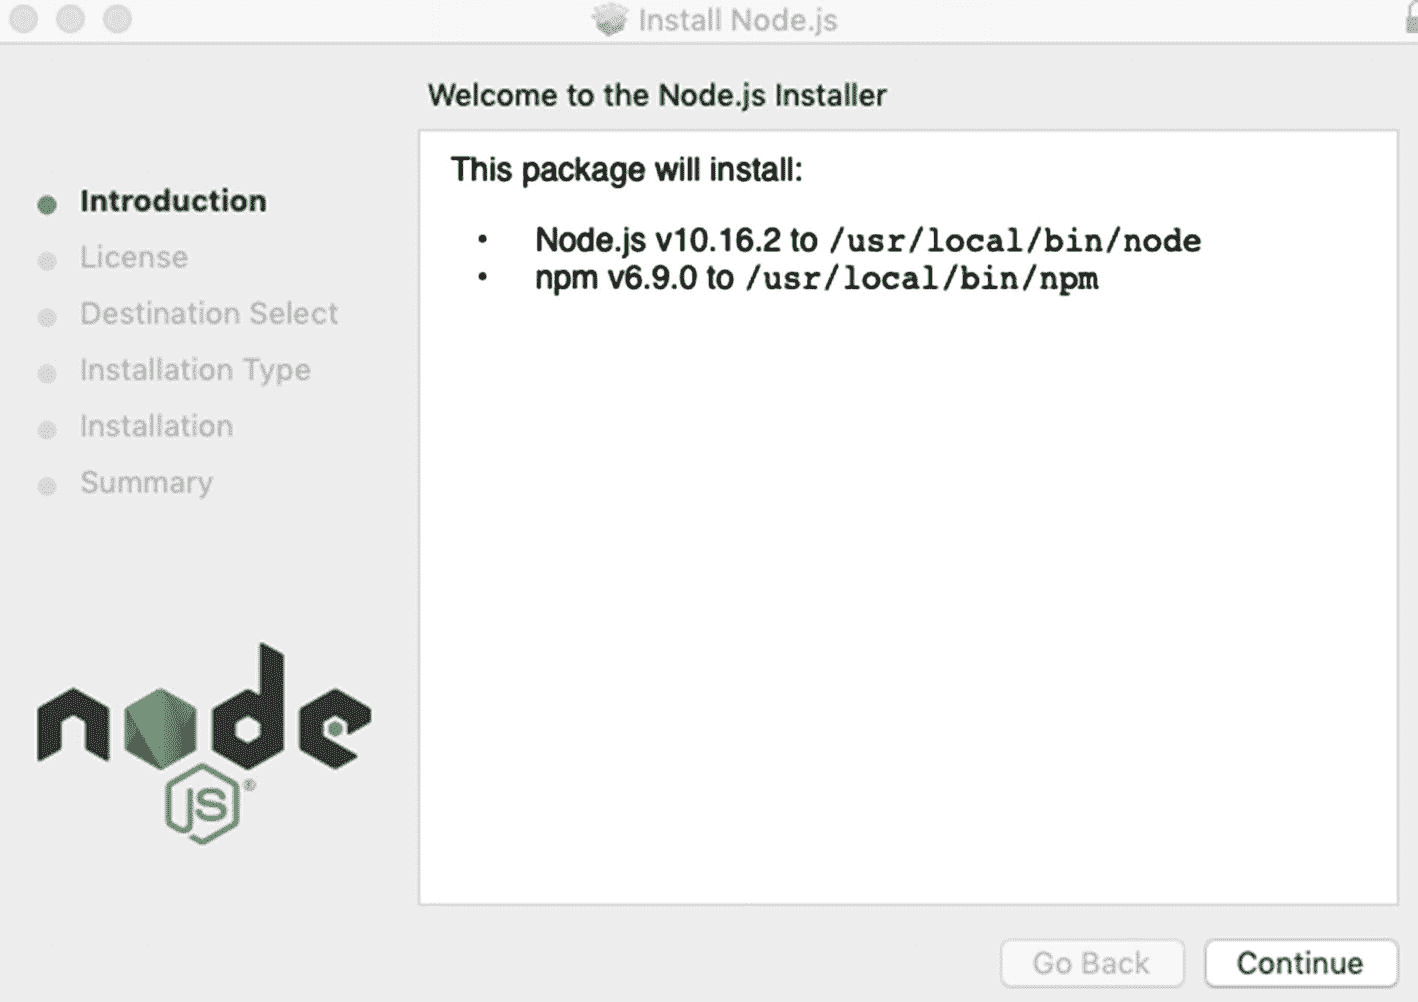 Install Node.js
Welcome to the Node.js Installer
This package will install:
• Node.js v10.16.2 to /usr/local/bin/node
• npm v6.9.0 to /usr/local/bin/npm
Introduction
License
Destination Select
Installation Type
Installation
Summary
node
JS®
Go Back
Continue